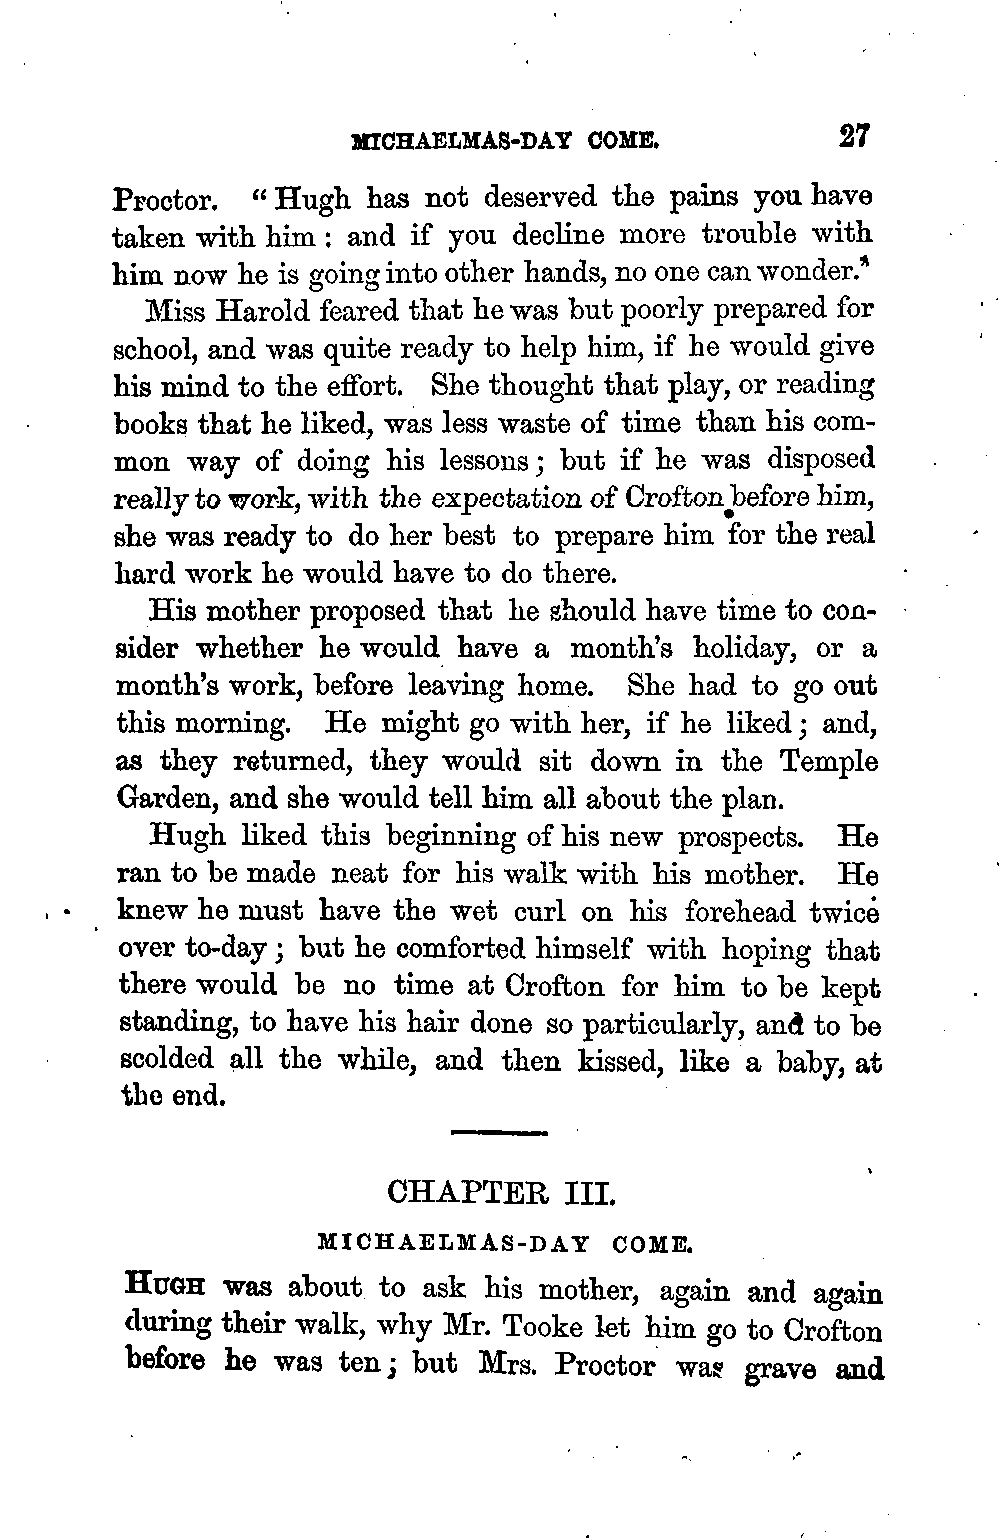 MICHAELMAS-DAY COME. 27
Proctor. “Hugh has not deserved the pains you have
taken with him: and if you decline more trouble with
him now he is going into other hands, no one can wonder.”
Miss Harold feared that he was but poorly prepared for
school, and was quite ready to help him, if he would give
his mind to the effort. She thought that play, or reading
books that he liked, was less waste of time than his com-
mon way of doing his lessons; but if he was disposed
really to work, with the expectation of Crofton before him,
she was ready to do her best to prepare him for the real
hard work he would have to do there.
His mother proposed that he should have time to con-
sider whether he would have a month’s holiday, or a
month’s work, before leaving home. She had to go out
this morning. He might go with her, if he liked; and,
as they returned, they would sit down in the Temple
Garden, and she would tell him all about the plan.
Hugh liked this beginning of his new prospects. He
ran to be made neat for his walk with his mother. He
knew he must have the wet curl on his forehead twice
over to-day; but he comforted himself with hoping that
there would be no time at Crofton for him to be kept
standing, to have his hair done so particularly, and to be
scolded all the while, and then kissed, like a baby, at
the end.
CHAPTER III.
MICHAELMAS-DAY COME.
HUGH was about to ask his mother, again and again
during their walk, why Mr. Tooke let him go to Crofton
before he was ten; but Mrs. Proctor was grave and